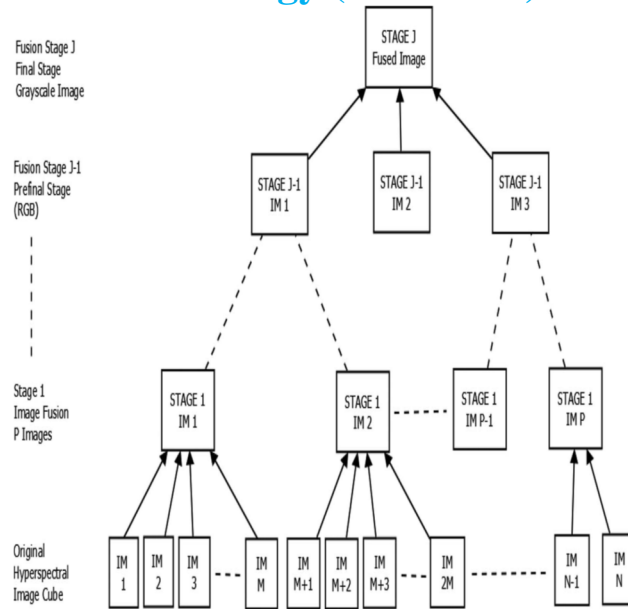 Fusion Stage J
Final Stage
Grayscale Image
STAGE J
Fused Image
Fusion Stage J-1
Prefinal Stage
(RGB)
STAGE J-1
IM 1
STAGE J-1
IM 2
STAGE J-1
IM 3
Stage 1
Image Fusion
P Images
STAGE 1
IM 1
STAGE 1
IM 2
STAGE 1
IM P-1
STAGE 1
IM P
Original
Hyperspectral
Image Cube
IM
1
IM
2
IM
3
IM
M
IM
M+1
IM
M+2
IM
M+3
IM
2M
IM
N-1
IM
N